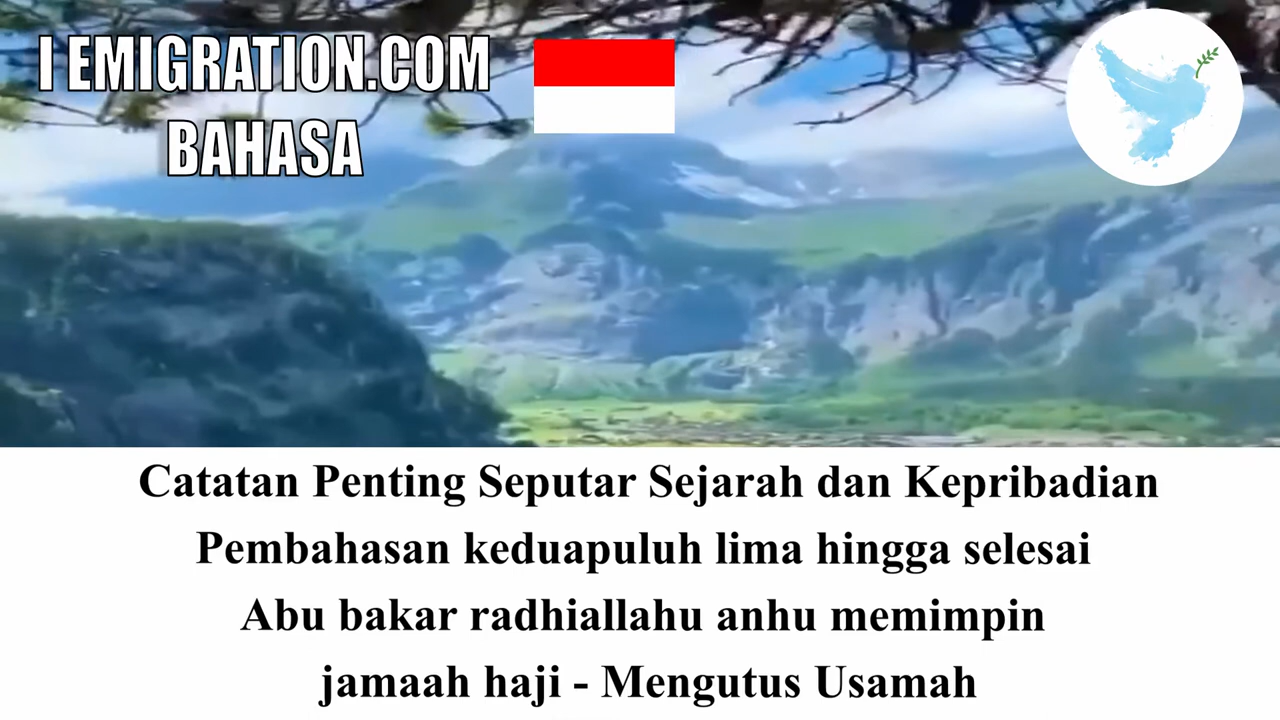 I EMIGRATION.COM
BAHASA
Catatan Penting Seputar Sejarah dan Kepribadian
Pembahasan keduapuluh lima hingga selesai
Abu bakar radhiallahu anhu memimpin
jamaah haji - Mengutus Usamah